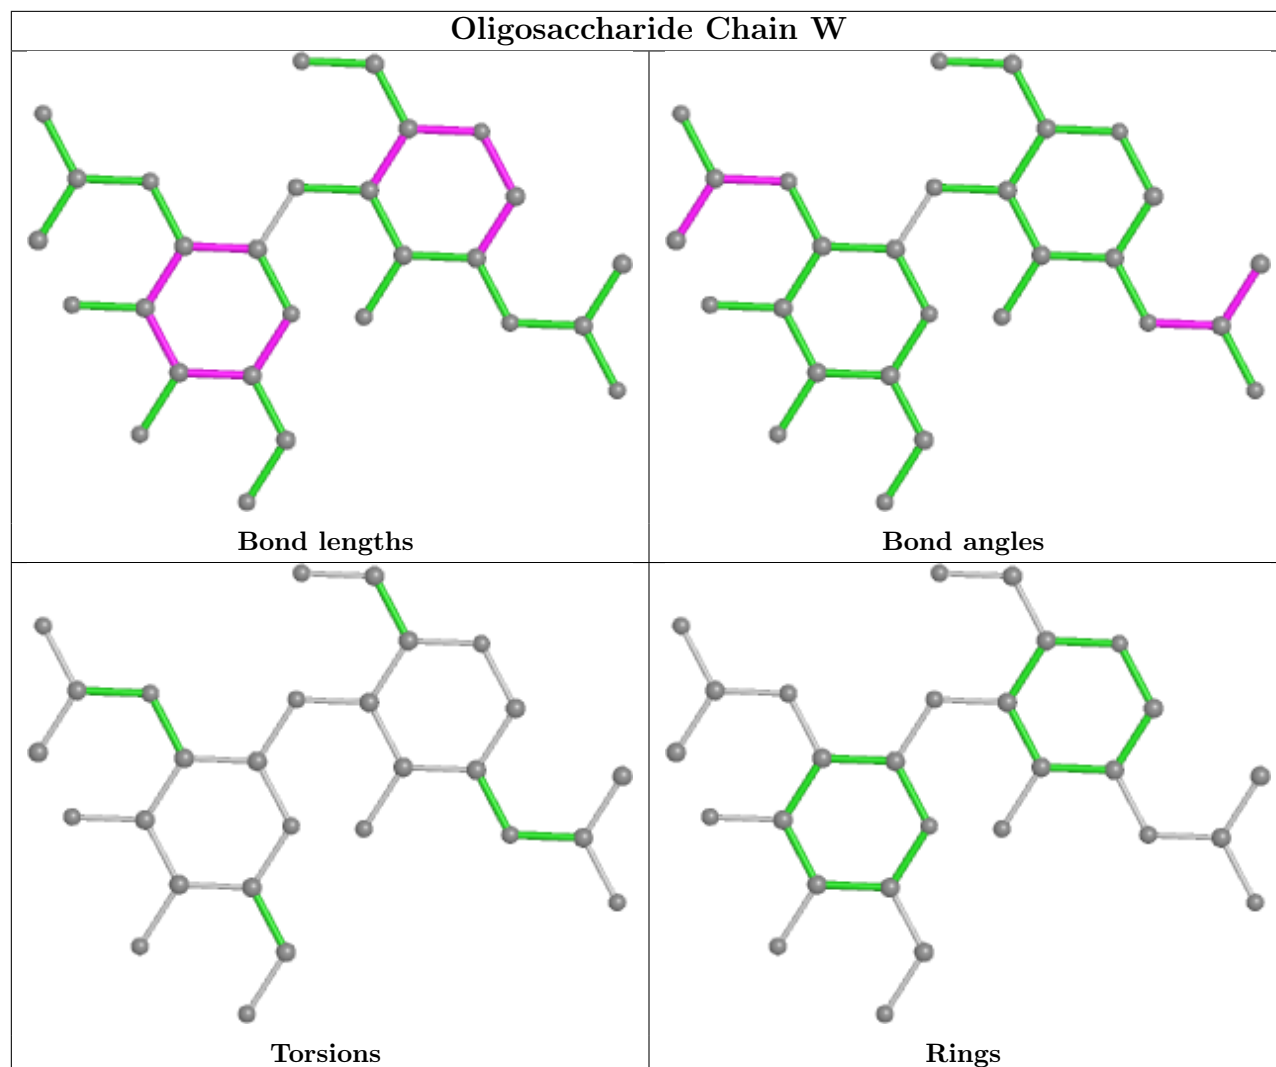 Oligosaccharide Chain W
Bond lengths
Bond angles
Torsions
Rings